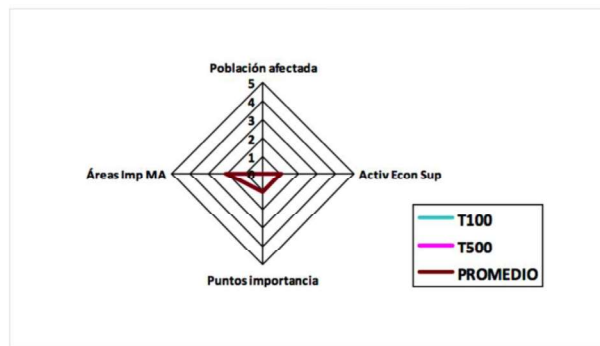 Población afectada
5
4
3
2
1
0
Áreas Imp MA
Activ Econ Sup
Puntos importancia
T100
T500
PROMEDIO